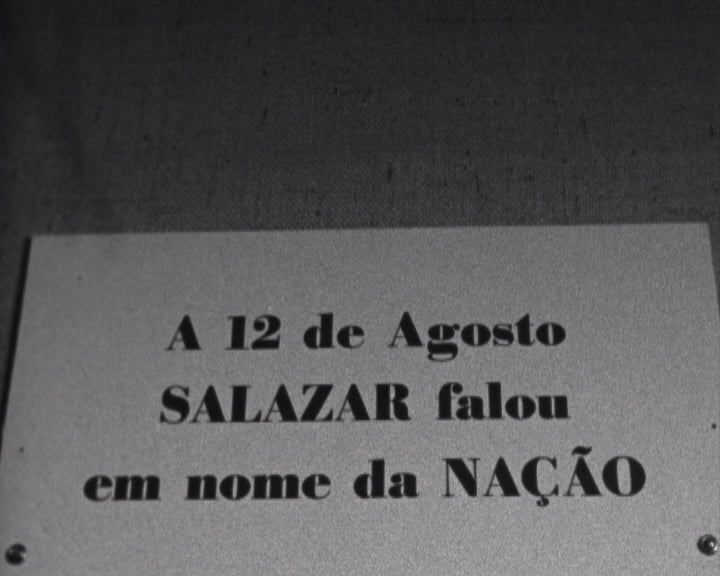 A 12 de Agosto
SALAZAR falou
em nome da NAÇÃO